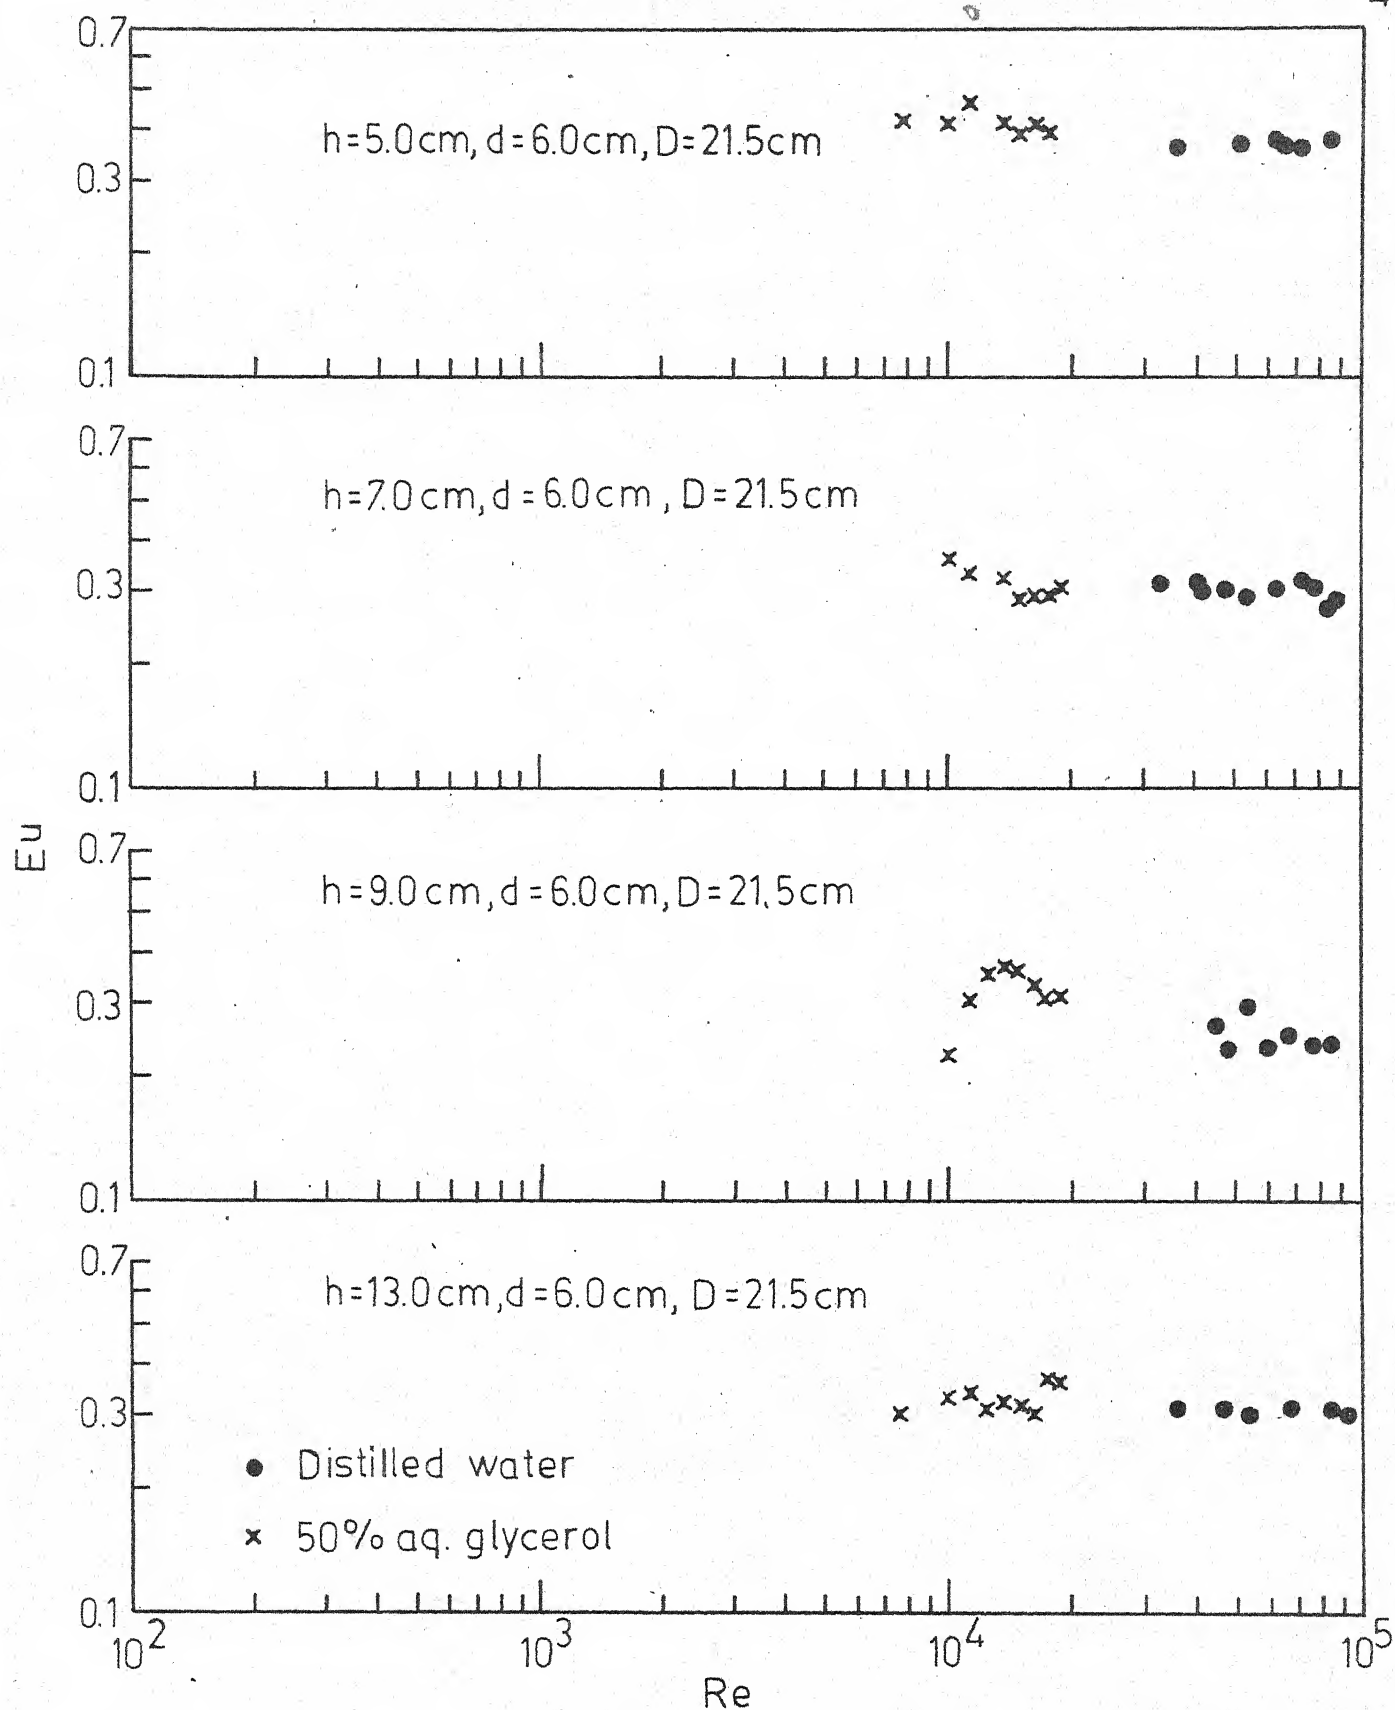 0.7
h=5.0cm, d=6.0cm, D=21.5cm
0.3
0.1
0.7
h=7.0cm, d=6.0cm, D=21.5cm
0.3
0.1
Eu
0.7
h=9.0cm, d=6.0cm, D=21.5cm
0.3
0.1
0.7
h=13.0cm, d=6.0cm, D=21.5cm
0.3
● Distilled water
x 50% aq. glycerol
0.1
10² 10³ 10⁴ 10⁵
Re